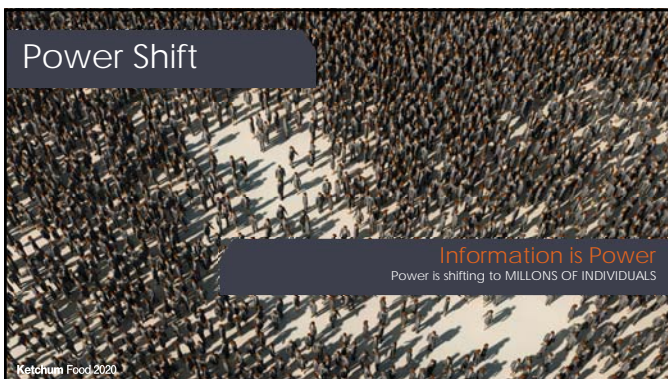 Power Shift
Information is Power
Power is shifting to MILLONS OF INDIVIDUALS
Ketchum Food 2020